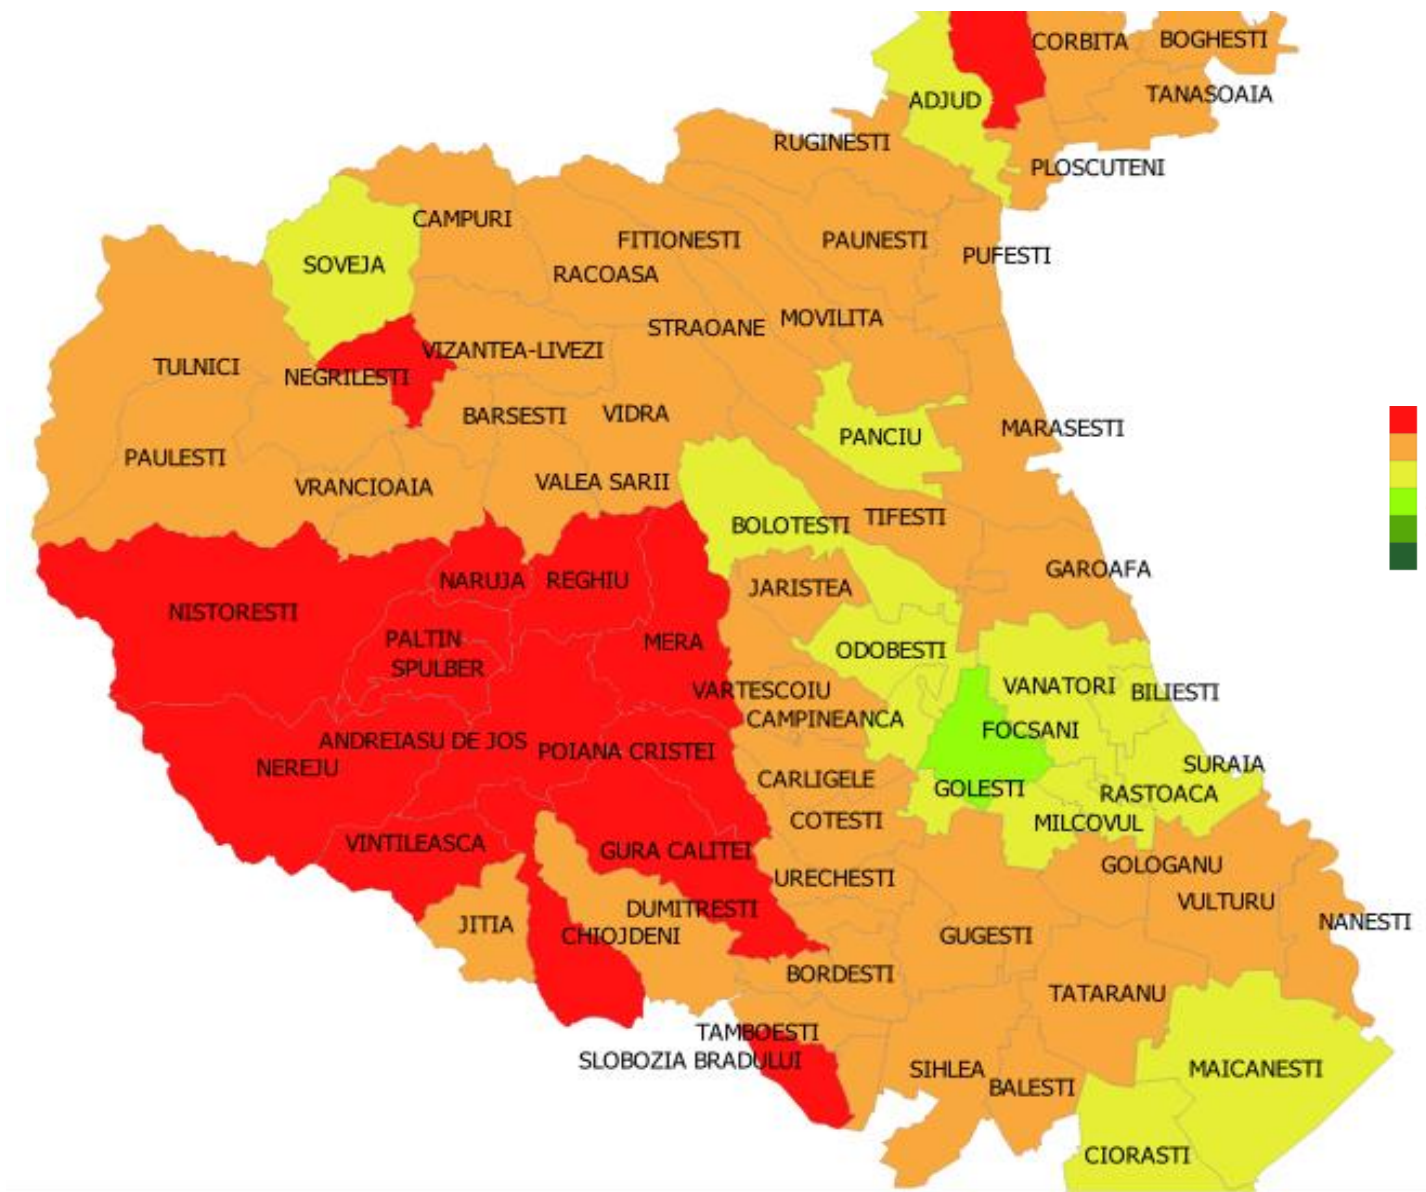 CORBITA
BOGHESTI
ADJUD
TANASOAIA
RUGINESTI
PLOSCUTENI
CAMPURI
FITIONESTI
PAUNESTI
PUFESTI
SOVEJA
RACOASA
STRAOANE
MOVILITA
VIZANTEA-LIVEZI
TULNICI
NEGRILESTI
BARSESTI
VIDRA
PANCIU
MARASESTI
PAULESTI
VRANCIOAIA
VALEA SARII
BOLOTESTI
TIFESTI
GAROAFA
NARUJA
REGHIU
JARISTEA
NISTORESTI
PALTIN
MERA
ODOBESTI
SPULBER
VARTESCOIU
VANATORI
BILIESTI
CAMPINEANCA
FOCSANI
ANDREIASU DE JOS
POIANA CRISTEI
NEREJU
SURAIA
CARLIGELE
GOLESTI
RASTOACA
COTESTI
MILCOVUL
VINTILEASCA
GURA CALITEI
GOLOGANU
URECHESTI
VULTURU
DUMITRESTI
JITIA
NANESTI
CHIOJDENI
GUGESTI
BORDESTI
TATARANU
TAMBOESTI
SLOBOZIA BRADULUI
SIHLEA
MAICANESTI
BALESTI
CIORASTI